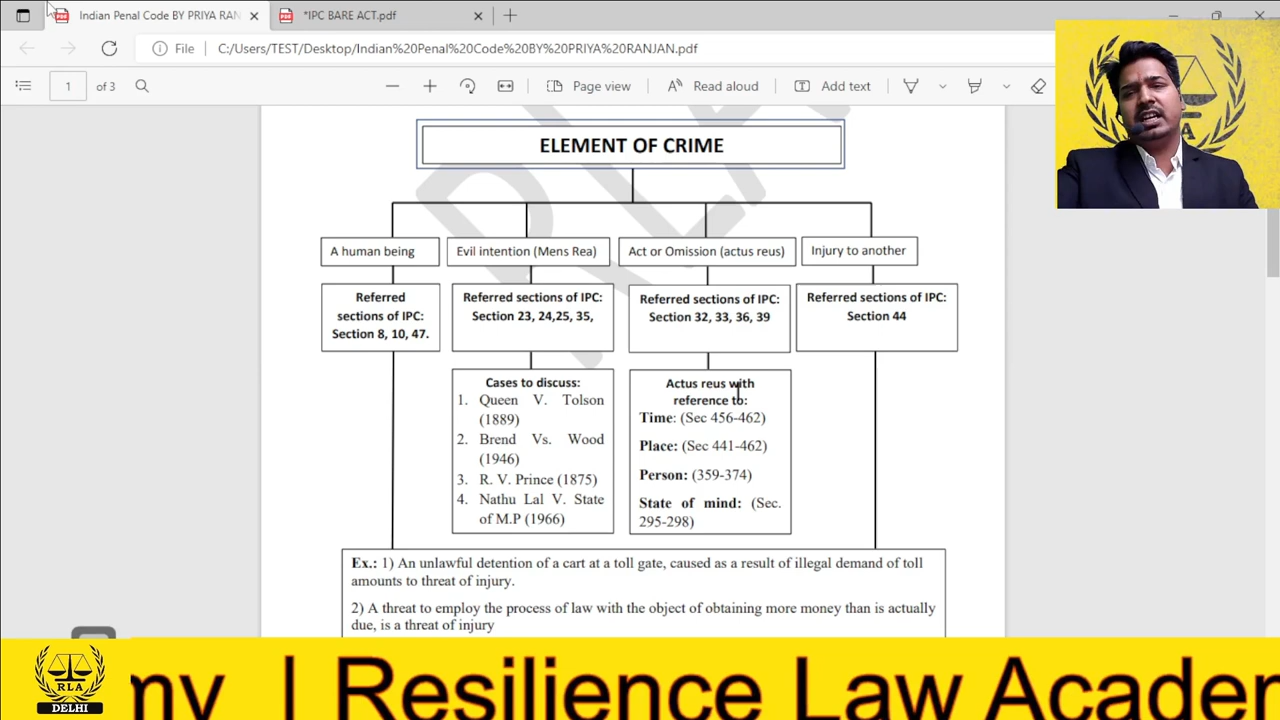 Indian Penal Code BY PRIYA RAN
*IPC BARE ACT.pdf
File
C:/Users/TEST/Desktop/Indian%20Penal%20Code%20BY%20PRIYA%20RANJAN.pdf
1 of 3
Page view
Read aloud
Add text
RLA
ELEMENT OF CRIME
A human being
Evil intention (Mens Rea)
Act or Omission (actus reus)
Injury to another
Referred
sections of IPC:
Section 8, 10, 47.
Referred sections of IPC:
Section 23, 24,25, 35,
Referred sections of IPC:
Section 32, 33, 36, 39
Referred sections of IPC:
Section 44
Cases to discuss:
1. Queen V. Tolson
(1889)
2. Brend Vs. Wood
(1946)
3. R. V. Prince (1875)
4. Nathu Lal V. State
of M.P (1966)
Actus reus with
reference to:
Time: (Sec 456-462)
Place: (Sec 441-462)
Person: (359-374)
State of mind: (Sec.
295-298)
Ex.: 1) An unlawful detention of a cart at a toll gate, caused as a result of illegal demand of toll
amounts to threat of injury.
2) A threat to employ the process of law with the object of obtaining more money than is actually
due, is a threat of injury
RLA
DELHI
my | Resilience Law Acader